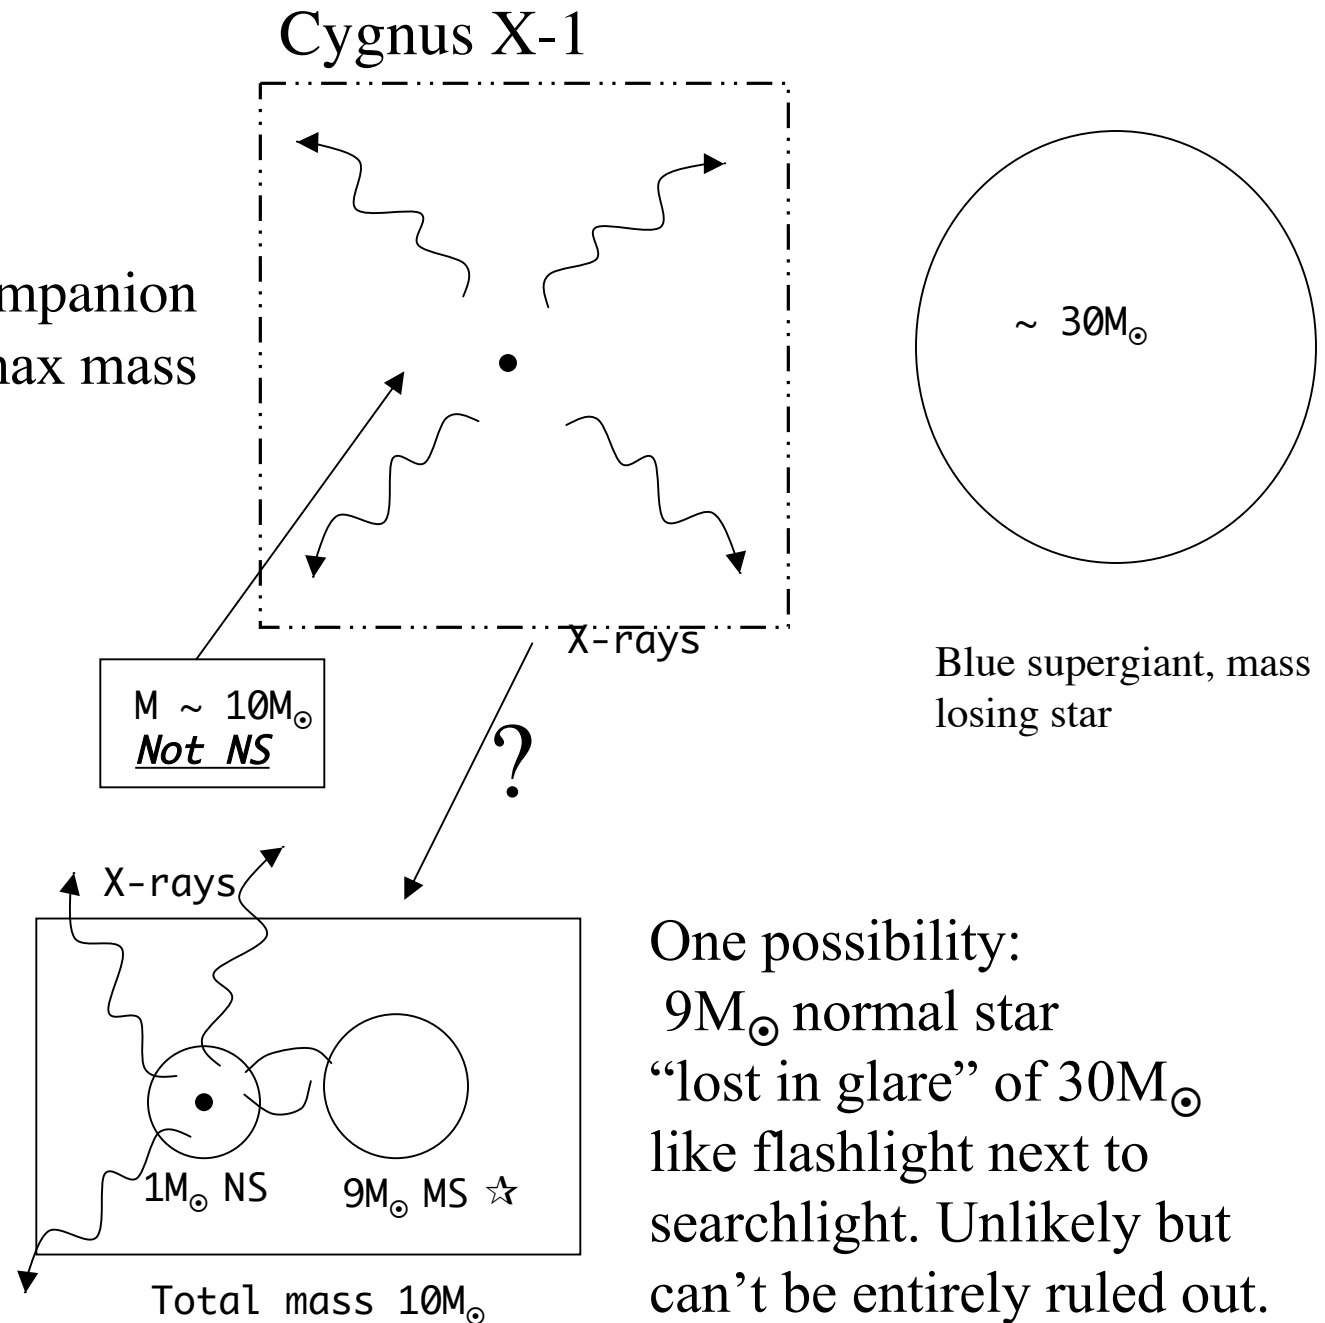 Cygnus X-1
mpanion
max mass
~ 30M☉
X-rays
Blue supergiant, mass
losing star
M ~ 10M☉
Not NS
?
X-rays
1M☉ NS
9M☉ MS ☆
Total mass 10M☉
One possibility:
9M☉ normal star
“lost in glare” of 30M☉
like flashlight next to
searchlight. Unlikely but
can’t be entirely ruled out.